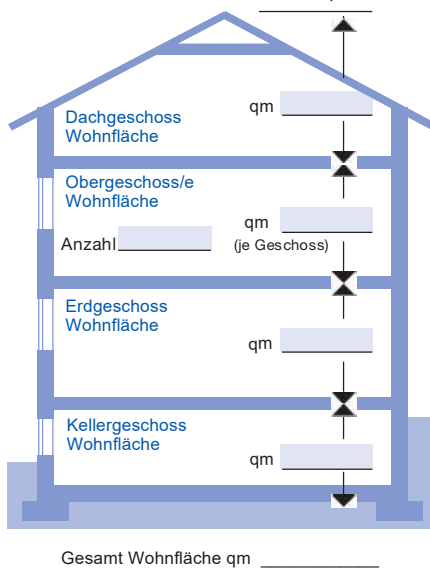 qm
Dachgeschoss
Wohnfläche
Obergeschoss/e
Wohnfläche
qm
Anzahl
(je Geschoss)
Erdgeschoss
Wohnfläche
qm
Kellergeschoss
Wohnfläche
qm
Gesamt Wohnfläche qm